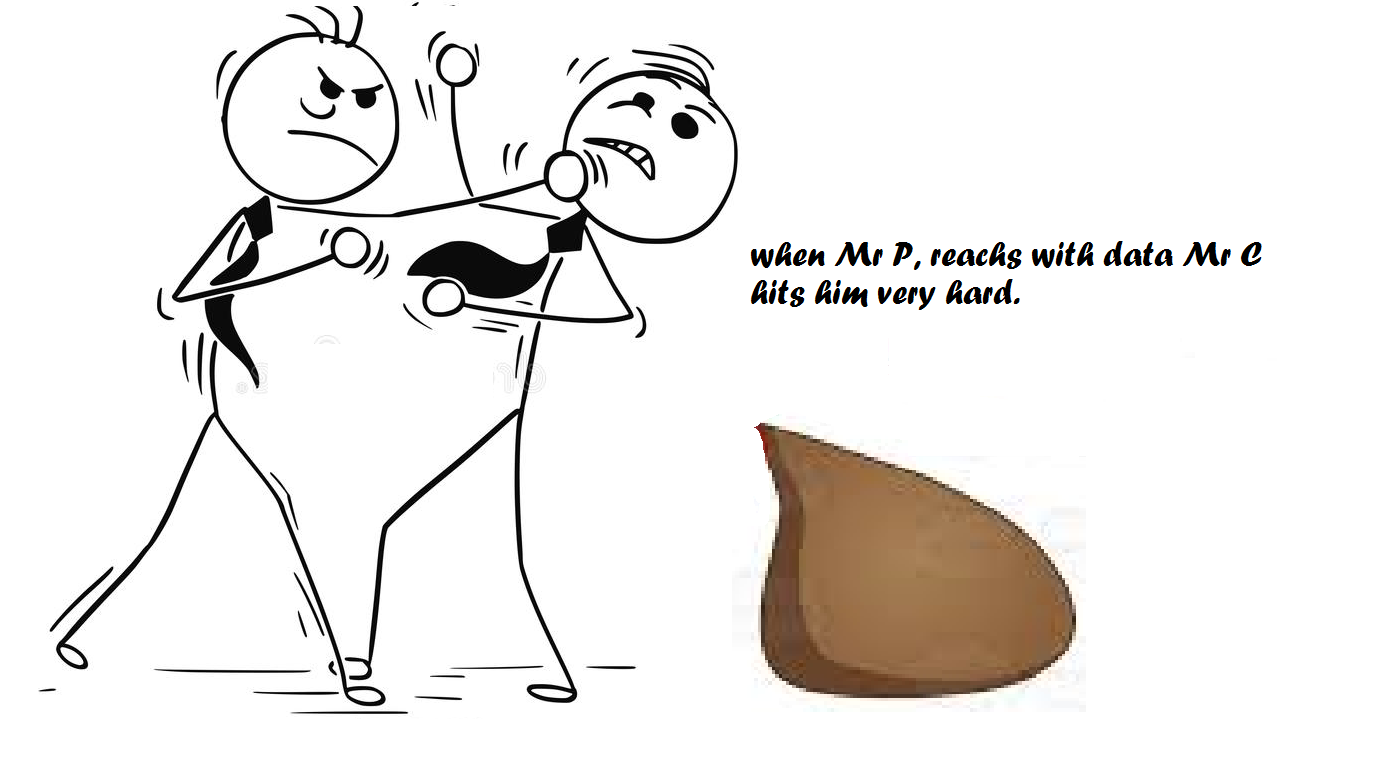 when Mr P, reachs with data Mr C
hits him very hard.